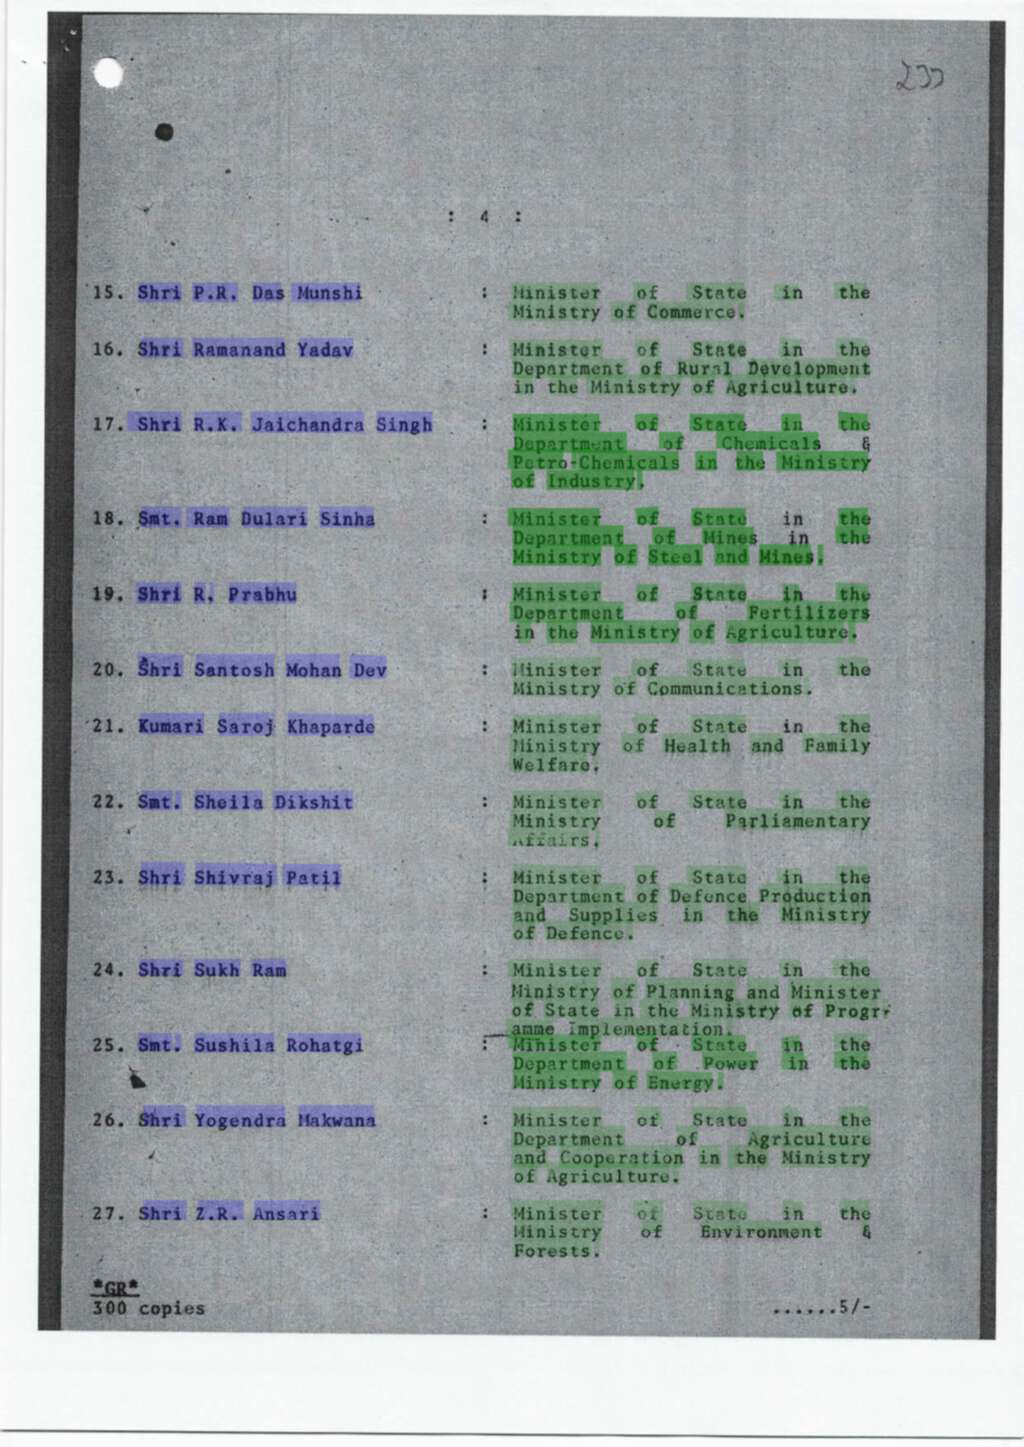 : 4 :
15. Shri P.R. Das Munshi : Minister of State in the
Ministry of Commerce.
16. Shri Ramanand Yadav : Minister of State in the
Department of Rural Development
in the Ministry of Agriculture.
17. Shri R.K. Jaichandra Singh : Minister of State in the
Department of Chemicals &
Petro-Chemicals in the Ministry
of Industry.
18. Smt. Ram Dulari Sinha : Minister of State in the
Department of Mines in the
Ministry of Steel and Mines.
19. Shri R. Prabhu : Minister of State in the
Department of Fertilizers
in the Ministry of Agriculture.
20. Shri Santosh Mohan Dev : Minister of State in the
Ministry of Communications.
21. Kumari Saroj Khaparde : Minister of State in the
Ministry of Health and Family
Welfare.
22. Smt. Sheila Dikshit : Minister of State in the
Ministry of Parliamentary
Affairs.
23. Shri Shivraj Patil : Minister of State in the
Department of Defence Production
and Supplies in the Ministry
of Defence.
24. Shri Sukh Ram : Minister of State in the
Ministry of Planning and Minister
of State in the Ministry of Progr-
amme Implementation.
25. Smt. Sushila Rohatgi : Minister of State in the
Department of Power in the
Ministry of Energy.
26. Shri Yogendra Makwana : Minister of State in the
Department of Agriculture
and Cooperation in the Ministry
of Agriculture.
27. Shri Z.R. Ansari : Minister of State in the
Ministry of Environment &
Forests.
*GR*
300 copies ......5/-